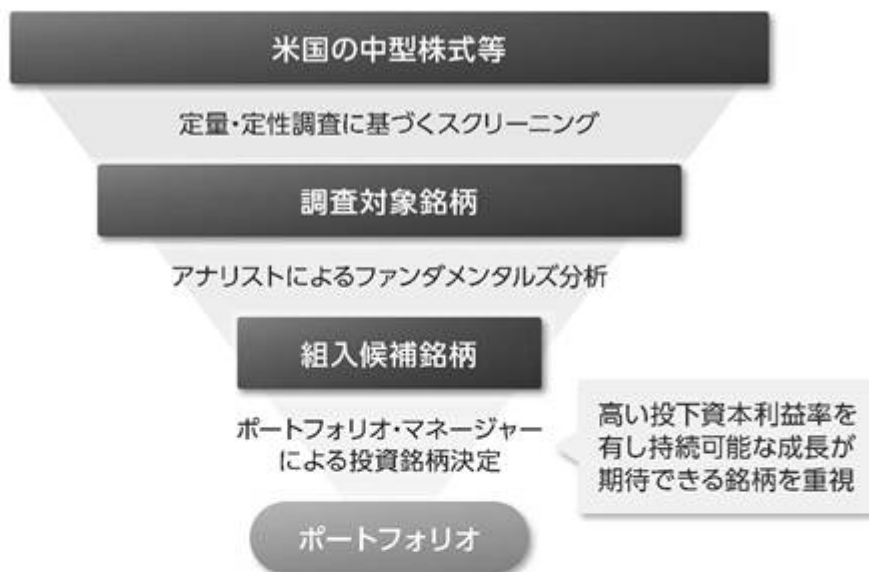 米国の中型株式等
定量・定性調査に基づくスクリーニング
調査対象銘柄
アナリストによるファンダメンタルズ分析
組入候補銘柄
ポートフォリオ・マネージャー
による投資銘柄決定
高い投下資本利益率を
有し持続可能な成長が
期待できる銘柄を重視
ポートフォリオ